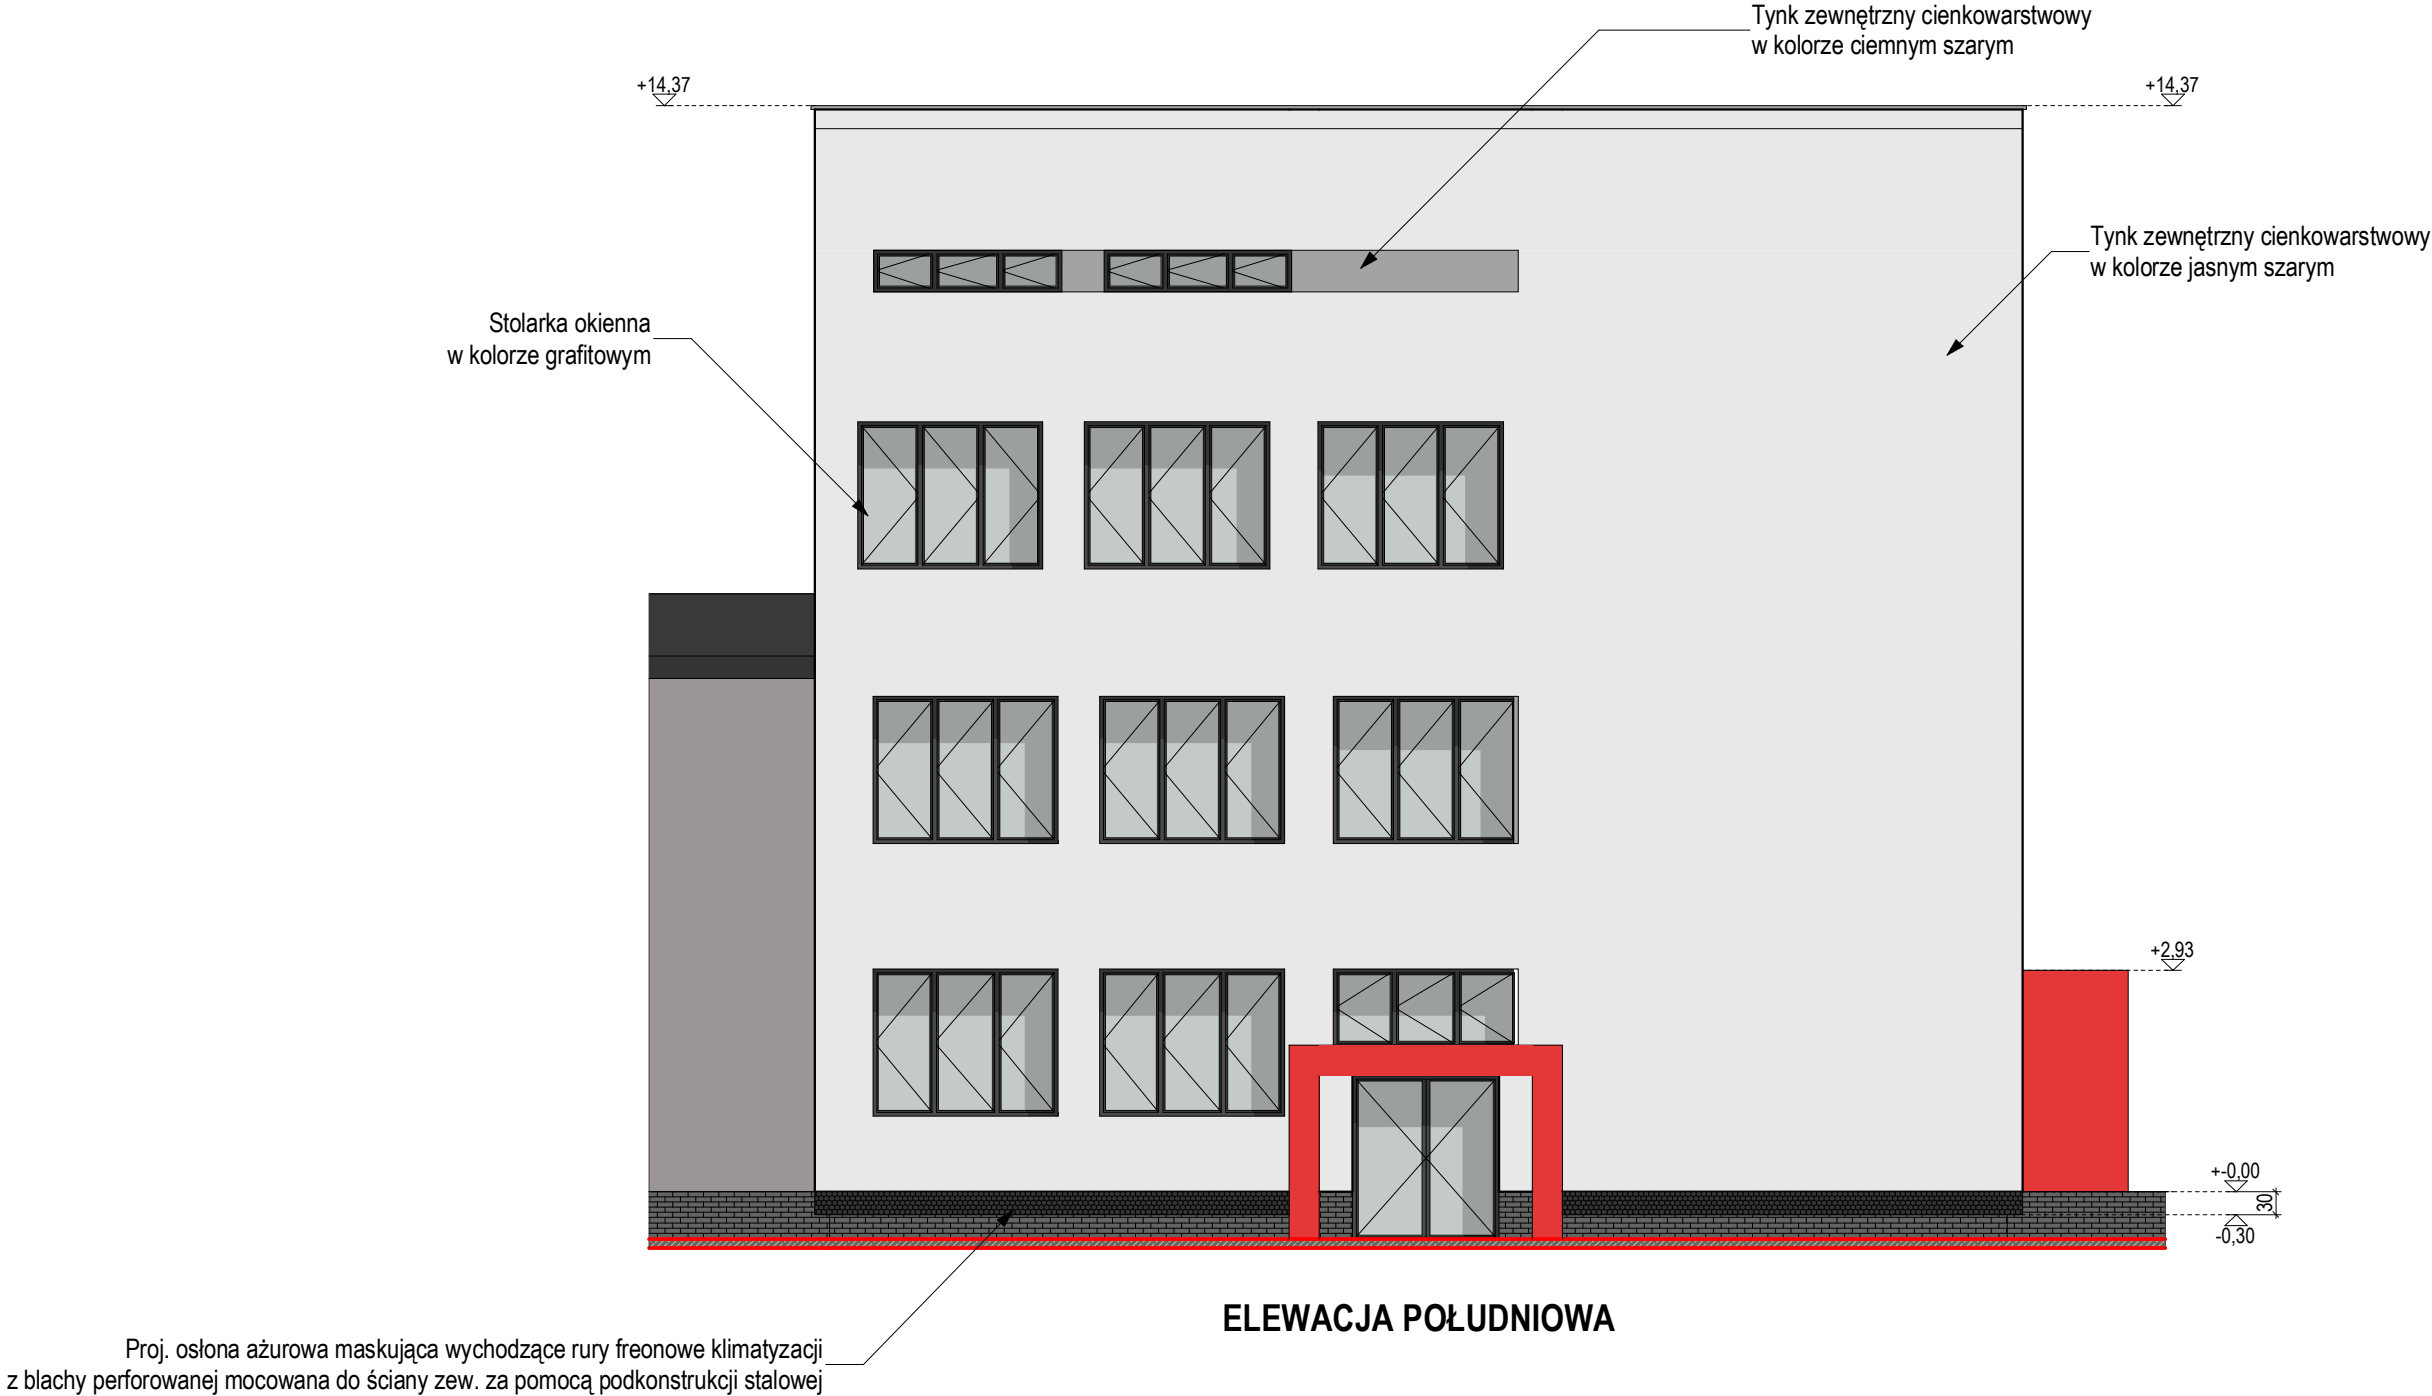 Tynk zewnętrzny cienkowarstwowy
w kolorze ciemnym szarym
+14,37
+14,37
Tynk zewnętrzny cienkowarstwowy
w kolorze jasnym szarym
Stolarka okienna
w kolorze grafitowym
+2,93
+-0,00
30
-0,30
ELEWACJA POŁUDNIOWA
Proj. osłona ażurowa maskująca wychodzące rury freonowe klimatyzacji
z blachy perforowanej mocowana do ściany zew. za pomocą podkonstrukcji stalowej